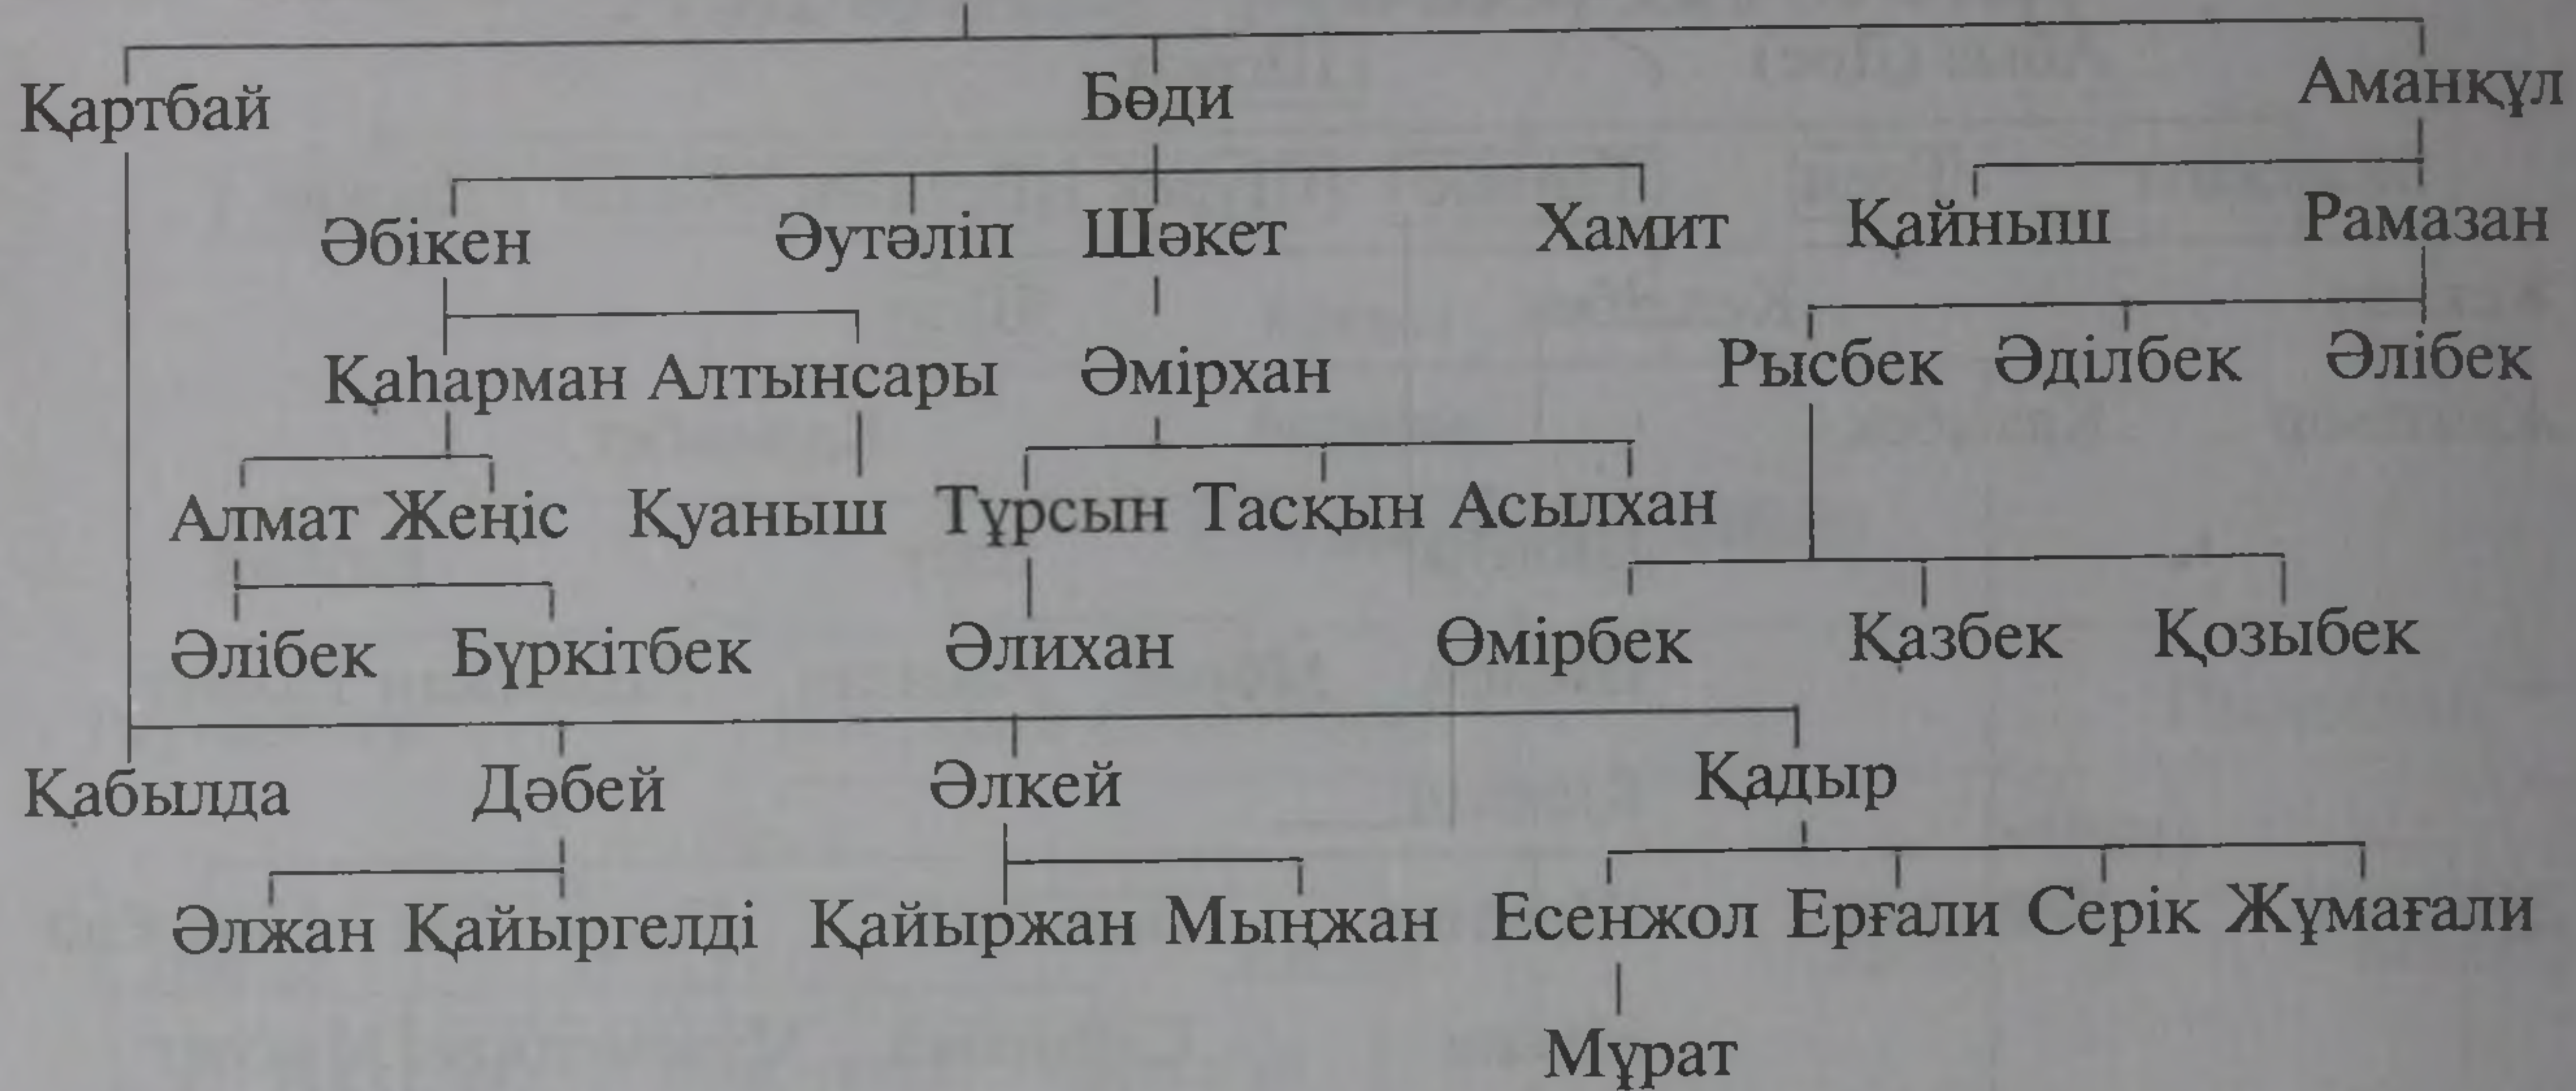 Қартбай Бөди Аманқұл
Әбікен Әутәліп Шәкет Хамит Қайныш Рамазан
Қаһарман Алтынсары Әмірхан Рысбек Әділбек Әлібек
Алмат Жеңіс Қуаныш Тұрсын Тасқын Асылхан
Әлібек Бүркітбек Әлихан Өмірбек Қазбек Қозыбек
Қабылда Дәбей Әлкей Қадыр
Әлжан Қайыргелді Қайыржан Мыңжан Есенжол Ерғали Серік Жұмағали
Мұрат